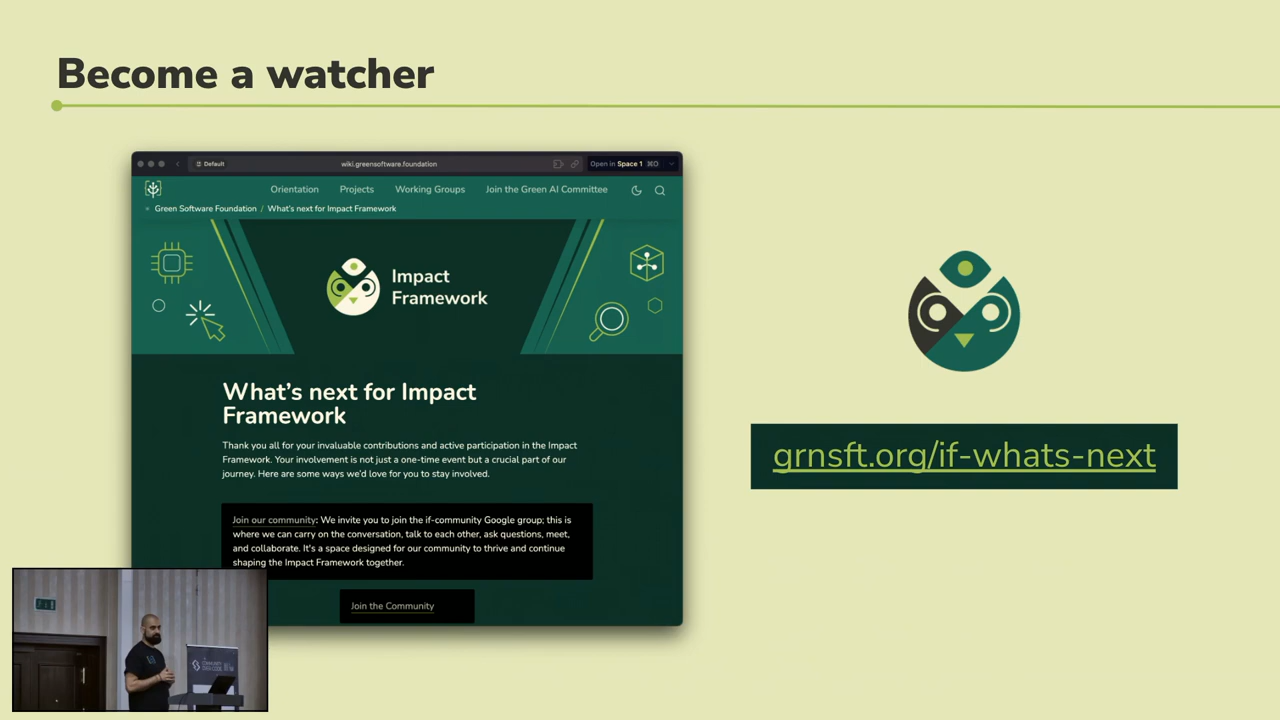 Become a watcher
Default
wiki.greensoftware.foundation
Open in Space 1 ⌘O
Orientation
Projects
Working Groups
Join the Green AI Committee
Green Software Foundation / What's next for Impact Framework
Impact
Framework
What's next for Impact
Framework
Thank you all for your invaluable contributions and active participation in the Impact
Framework. Your involvement is not just a one-time event but a crucial part of our
journey. Here are some ways we'd love for you to stay involved.
Join our community: We invite you to join the if-community Google group; this is
where we can carry on the conversation, talk to each other, ask questions, meet,
and collaborate. It's a space designed for our community to thrive and continue
shaping the Impact Framework together.
Join the Community
grnsft.org/if-whats-next